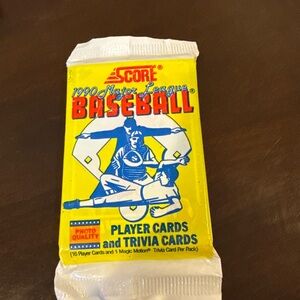 SCORE®
1990 Major League
BASEBALL®
PHOTO
QUALITY
PLAYER CARDS
and TRIVIA CARDS
(16 Player Cards and 1 Magic Motion® Trivia Card Per Pack)